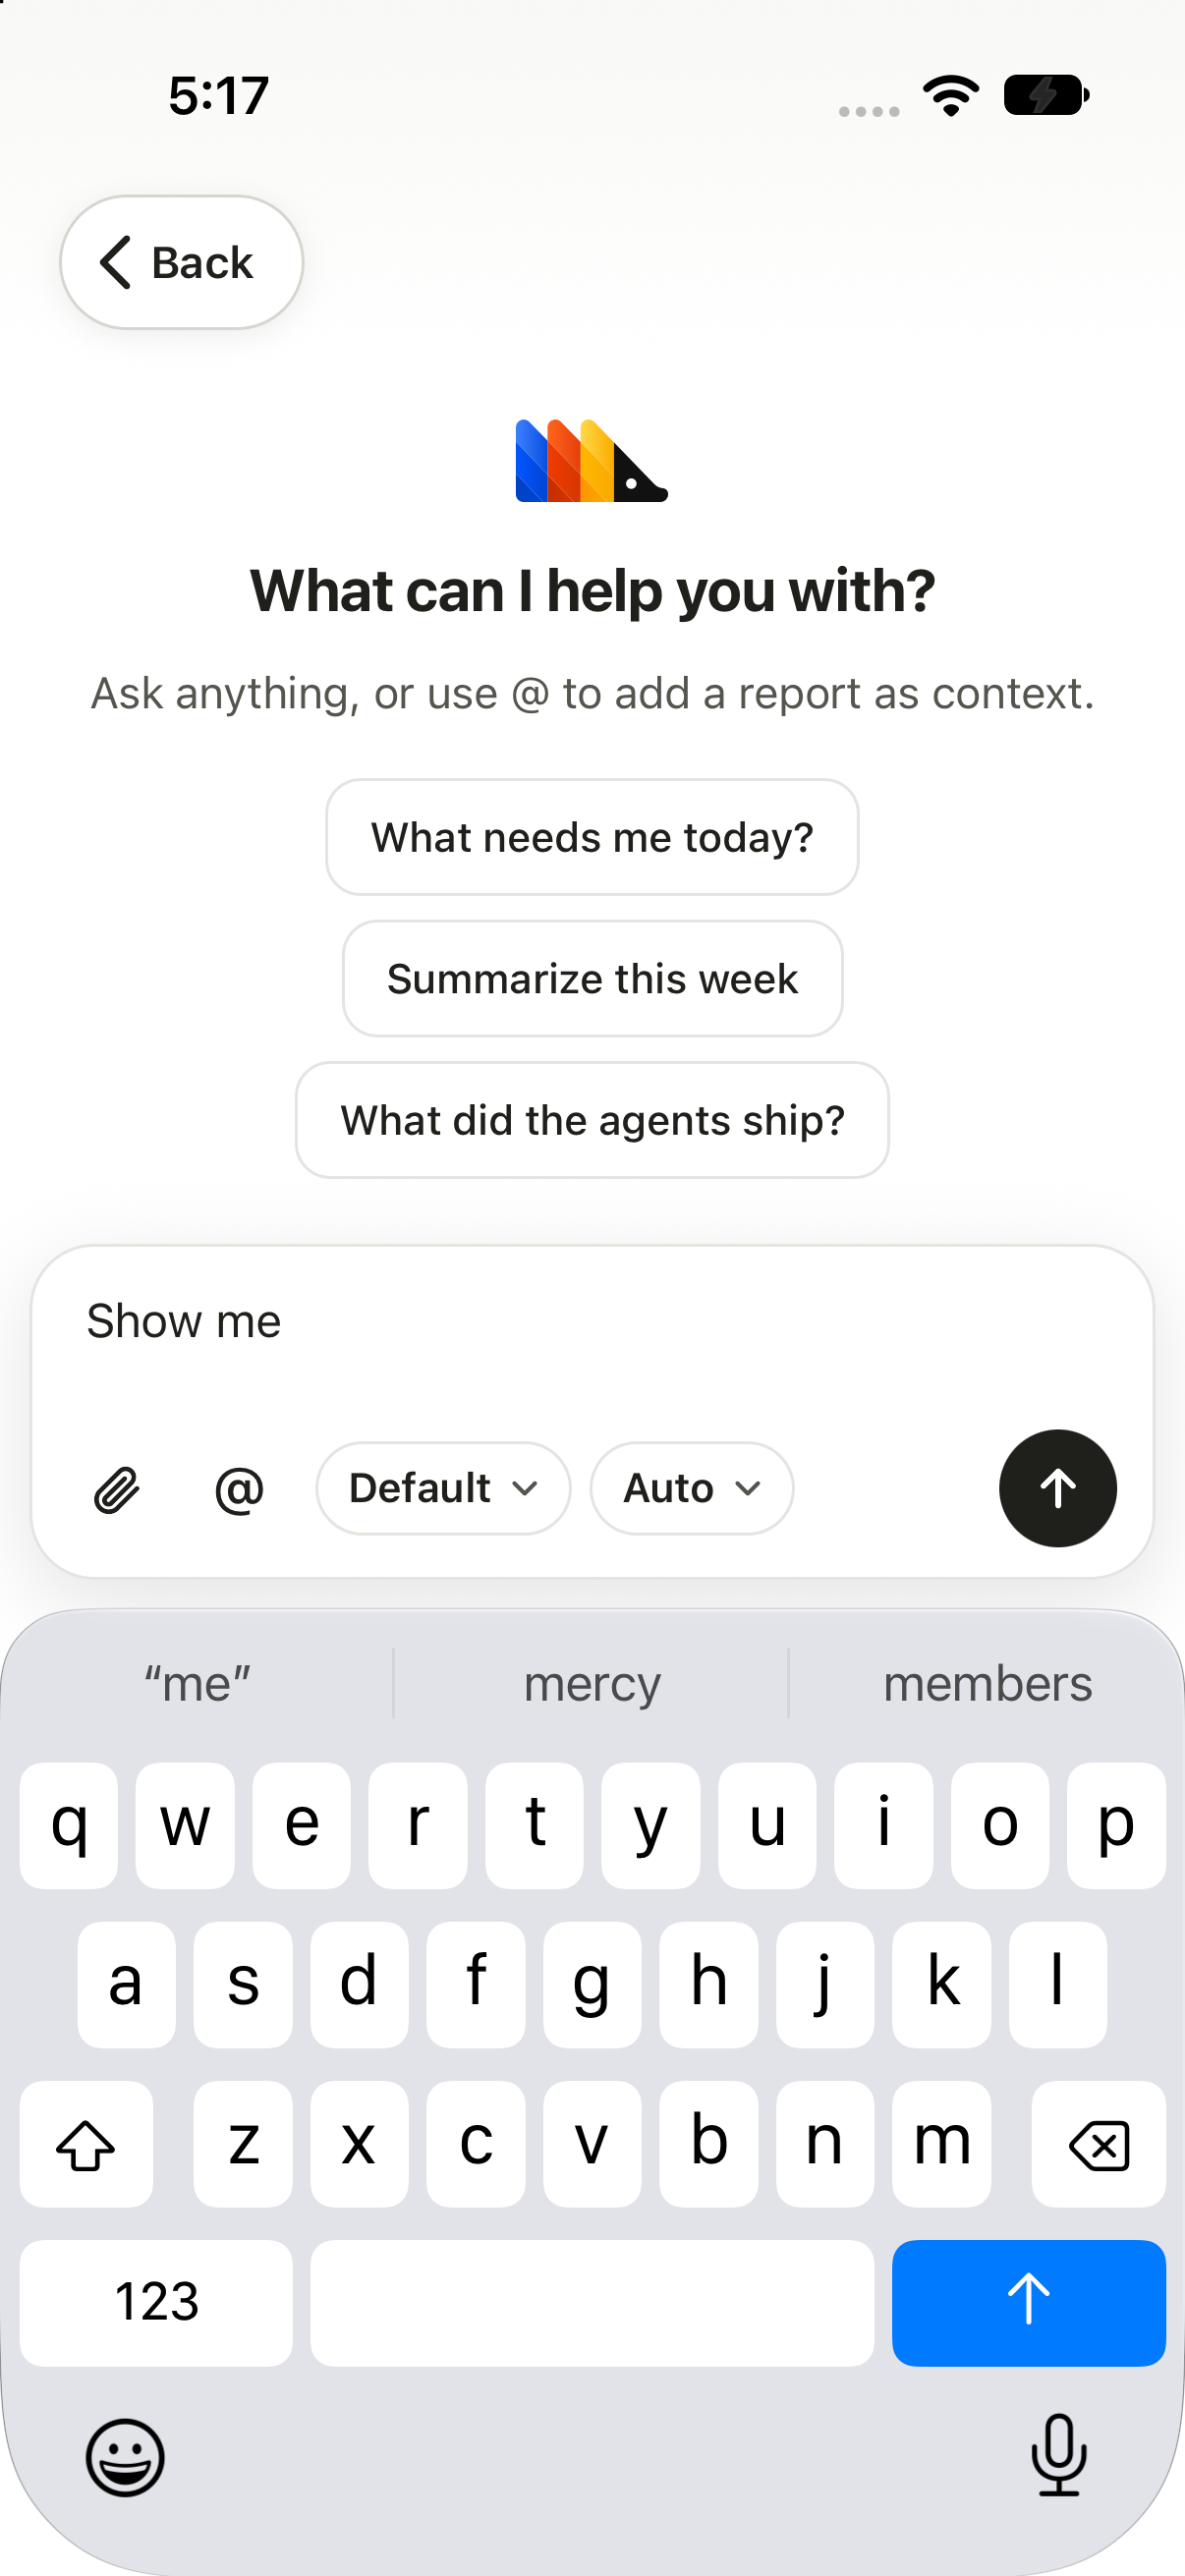 5:17
Back
What can I help you with?
Ask anything, or use @ to add a report as context.
What needs me today?
Summarize this week
What did the agents ship?
Show me
@ Default Auto
“me” mercy members
q w e r t y u i o p
a s d f g h j k l
z x c v b n m
123